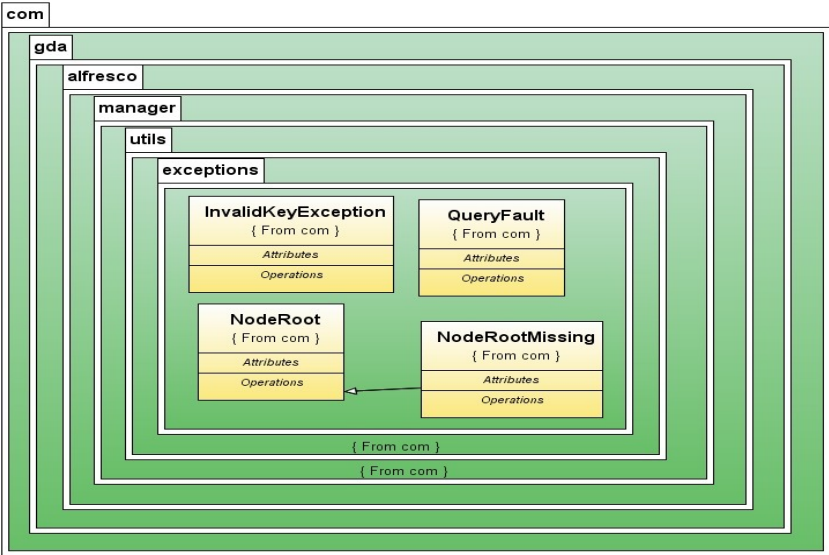 com
gda
alfresco
manager
utils
exceptions
InvalidKeyException
{ From com }
Attributes
Operations
QueryFault
{ From com }
Attributes
Operations
NodeRoot
{ From com }
Attributes
Operations
NodeRootMissing
{ From com }
Attributes
Operations
{ From com }
{ From com }